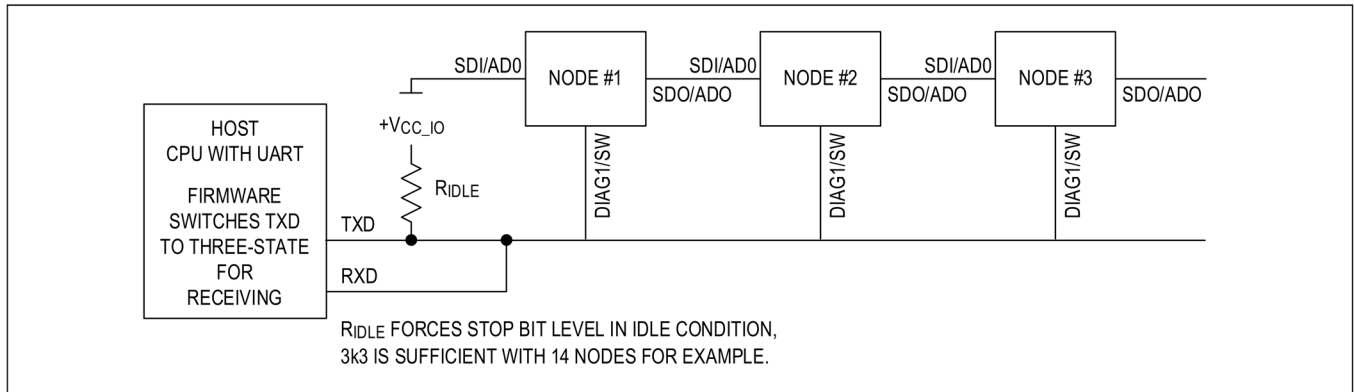 SDI/AD0
NODE #1
SDO/ADO
SDI/AD0
NODE #2
SDO/ADO
SDI/AD0
NODE #3
SDO/ADO
+VCC_IO
RIDLE
HOST
CPU WITH UART
FIRMWARE
SWITCHES TXD
TO THREE-STATE
FOR
RECEIVING
TXD
RXD
DIAG1/SW
DIAG1/SW
DIAG1/SW
RIDLE FORCES STOP BIT LEVEL IN IDLE CONDITION,
3k3 IS SUFFICIENT WITH 14 NODES FOR EXAMPLE.